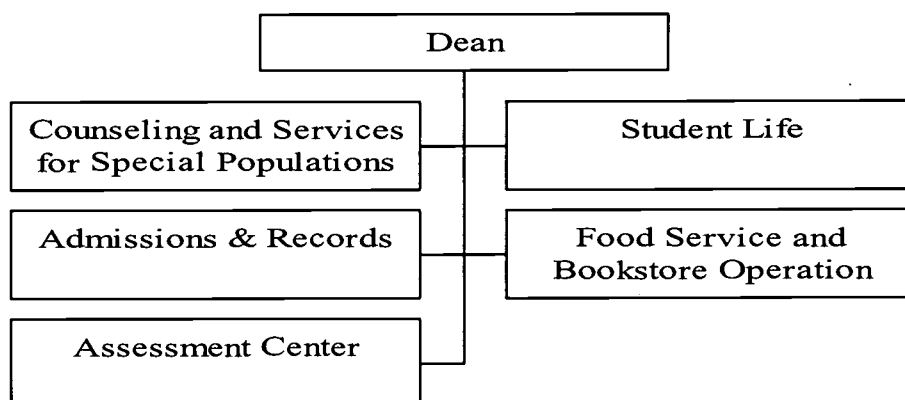 Dean
Counseling and Services
for Special Populations
Student Life
Admissions & Records
Food Service and
Bookstore Operation
Assessment Center